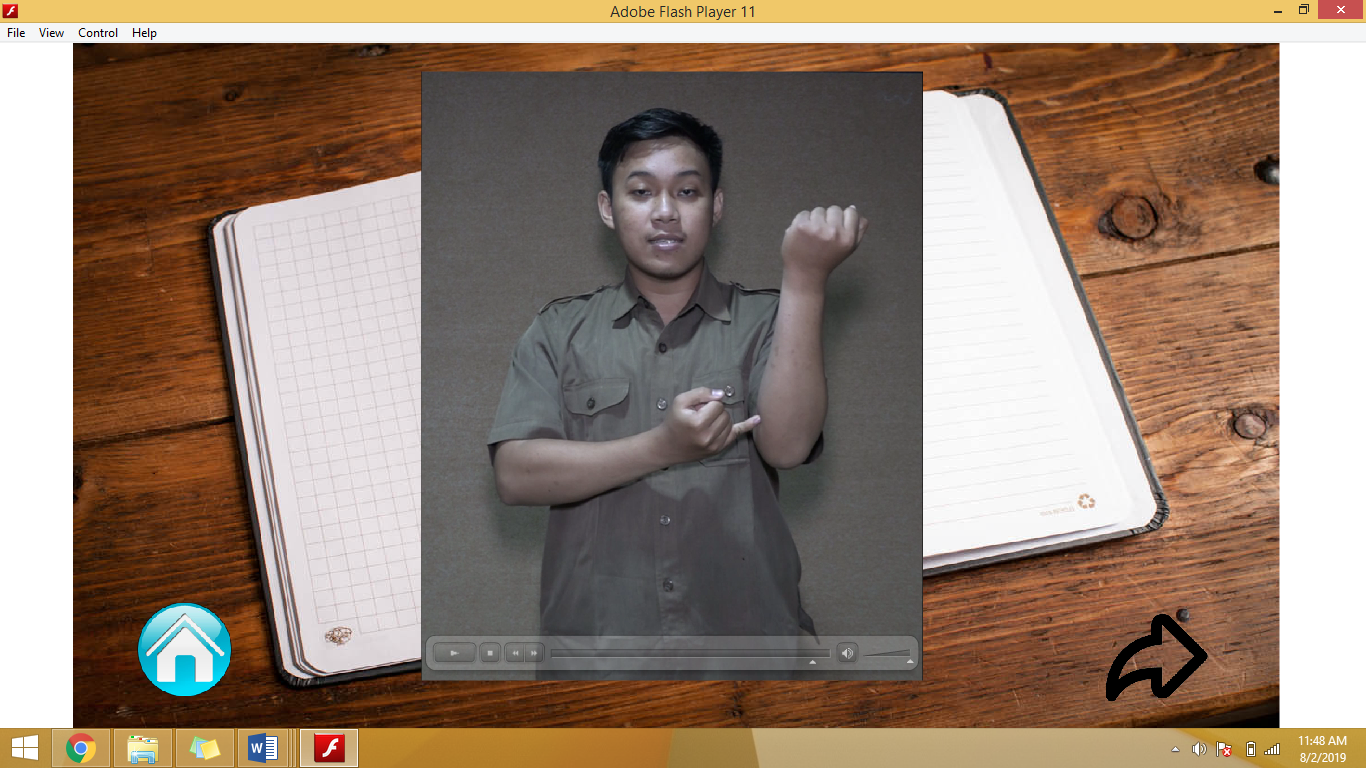 Adobe Flash Player 11
File View Control Help
11:48 AM
8/2/2019